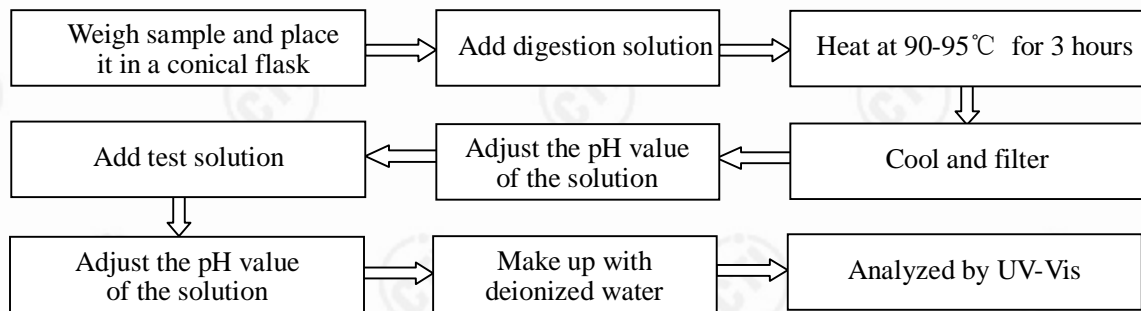 Weigh sample and place
it in a conical flask
Add digestion solution
Heat at 90-95℃ for 3 hours
Cool and filter
Adjust the pH value
of the solution
Add test solution
Adjust the pH value
of the solution
Make up with
deionized water
Analyzed by UV-Vis